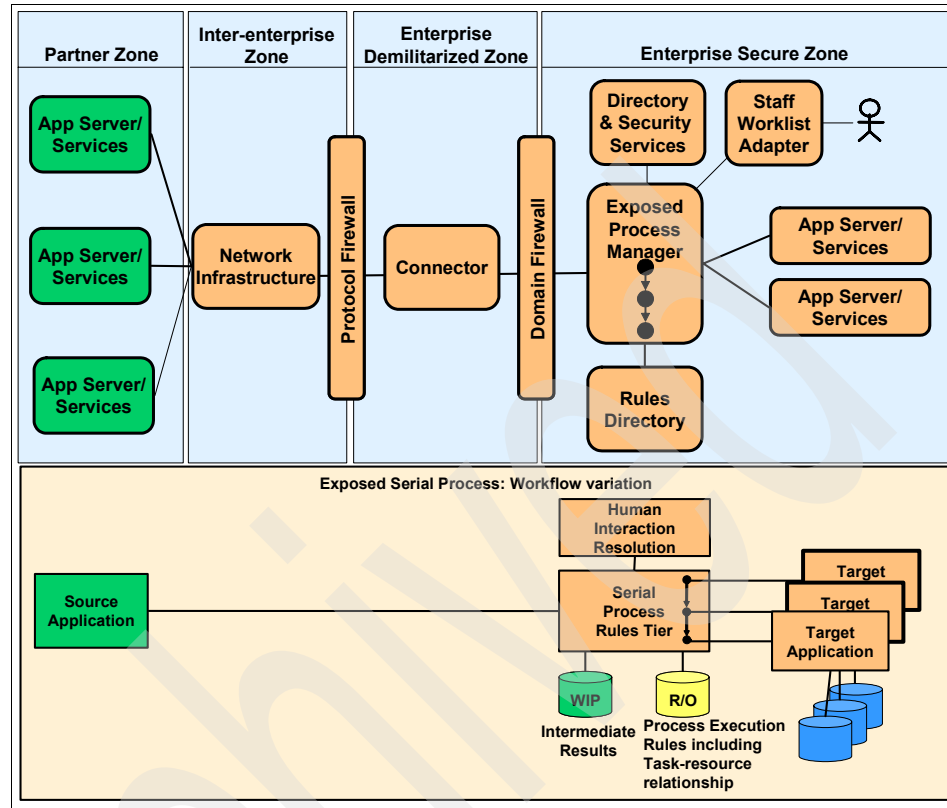 Partner Zone
Inter-enterprise
Zone
Enterprise
Demilitarized Zone
Enterprise Secure Zone
App Server/
Services
App Server/
Services
App Server/
Services
Network
Infrastructure
Protocol Firewall
Connector
Domain Firewall
Directory
& Security
Services
Staff
Worklist
Adapter
Exposed
Process
Manager
App Server/
Services
App Server/
Services
Rules
Directory
Exposed Serial Process: Workflow variation
Human
Interaction
Resolution
Source
Application
Serial
Process
Rules Tier
Target
Target
Target
Application
WIP
R/O
Intermediate
Results
Process Execution
Rules including
Task-resource
relationship